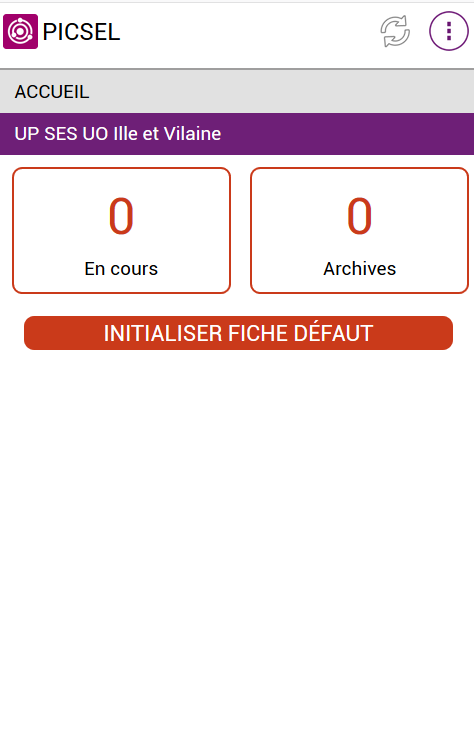 PICSEL
ACCUEIL
UP SES UO Ille et Vilaine
0
En cours
0
Archives
INITIALISER FICHE DÉFAUT